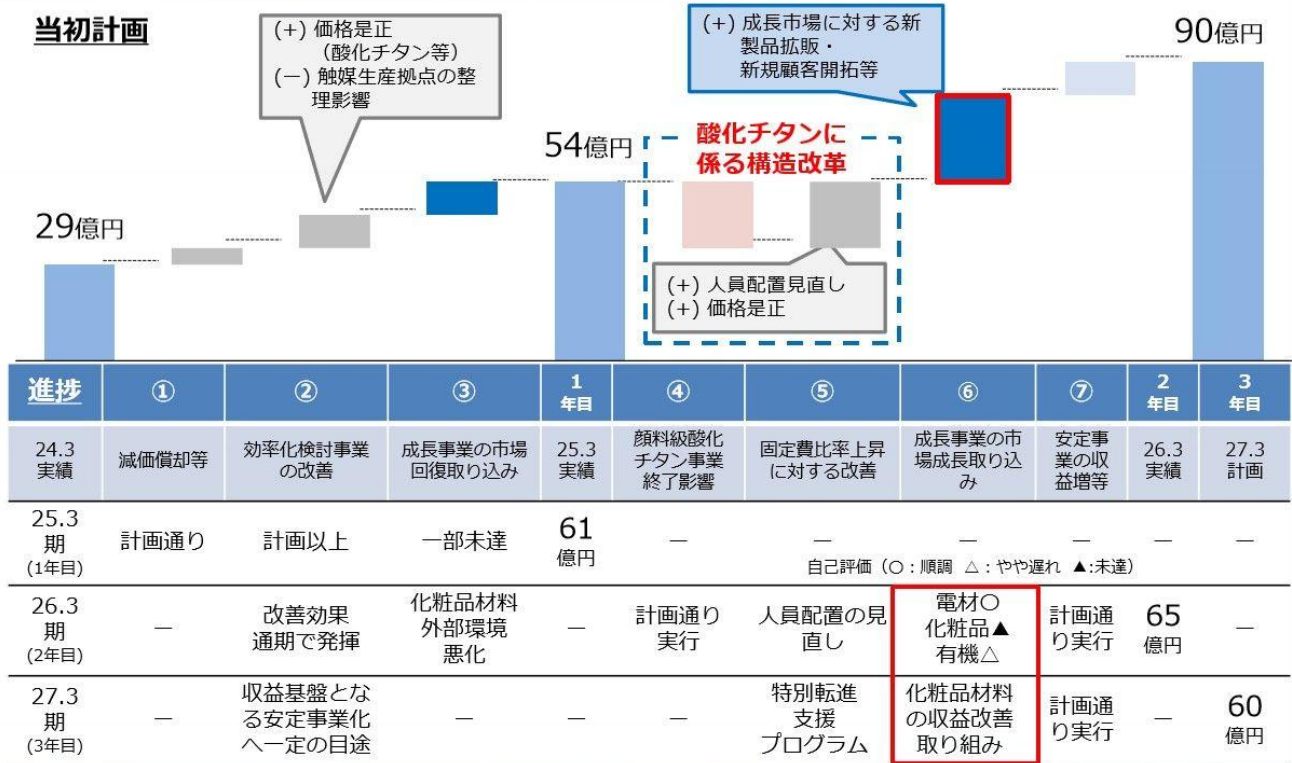 当初計画
(+) 価格是正
(酸化チタン等)
(−) 触媒生産拠点の整
理影響
(+) 成長市場に対する新
製品拡販・
新規顧客開拓等
90億円
54億円
酸化チタンに
係る構造改革
29億円
(+) 人員配置見直し
(+) 価格是正
進捗 ① ② ③ 1年目 ④ ⑤ ⑥ ⑦ 2年目 3年目
24.3
実績
減価償却等
効率化検討事業
の改善
成長事業の市場
回復取り込み
25.3
実績
顔料級酸化
チタン事業
終了影響
固定費比率上昇
に対する改善
成長事業の市
場成長取り込
み
安定事
業の収
益増等
26.3
実績
27.3
計画
25.3
期
(1年目)
計画通り
計画以上
一部未達
61
億円
− − − − − −
自己評価(○:順調 △:やや遅れ ▲:未達)
26.3
期
(2年目)
−
改善効果
通期で発揮
化粧品材料
外部環境
悪化
−
計画通り
実行
人員配置の見
直し
電材○
化粧品▲
有機△
計画通
り実行
65
億円
−
27.3
期
(3年目)
−
収益基盤とな
る安定事業化
へ一定の目途
− − −
特別転進
支援
プログラム
化粧品材料
の収益改善
取り組み
計画通
り実行
−
60
億円